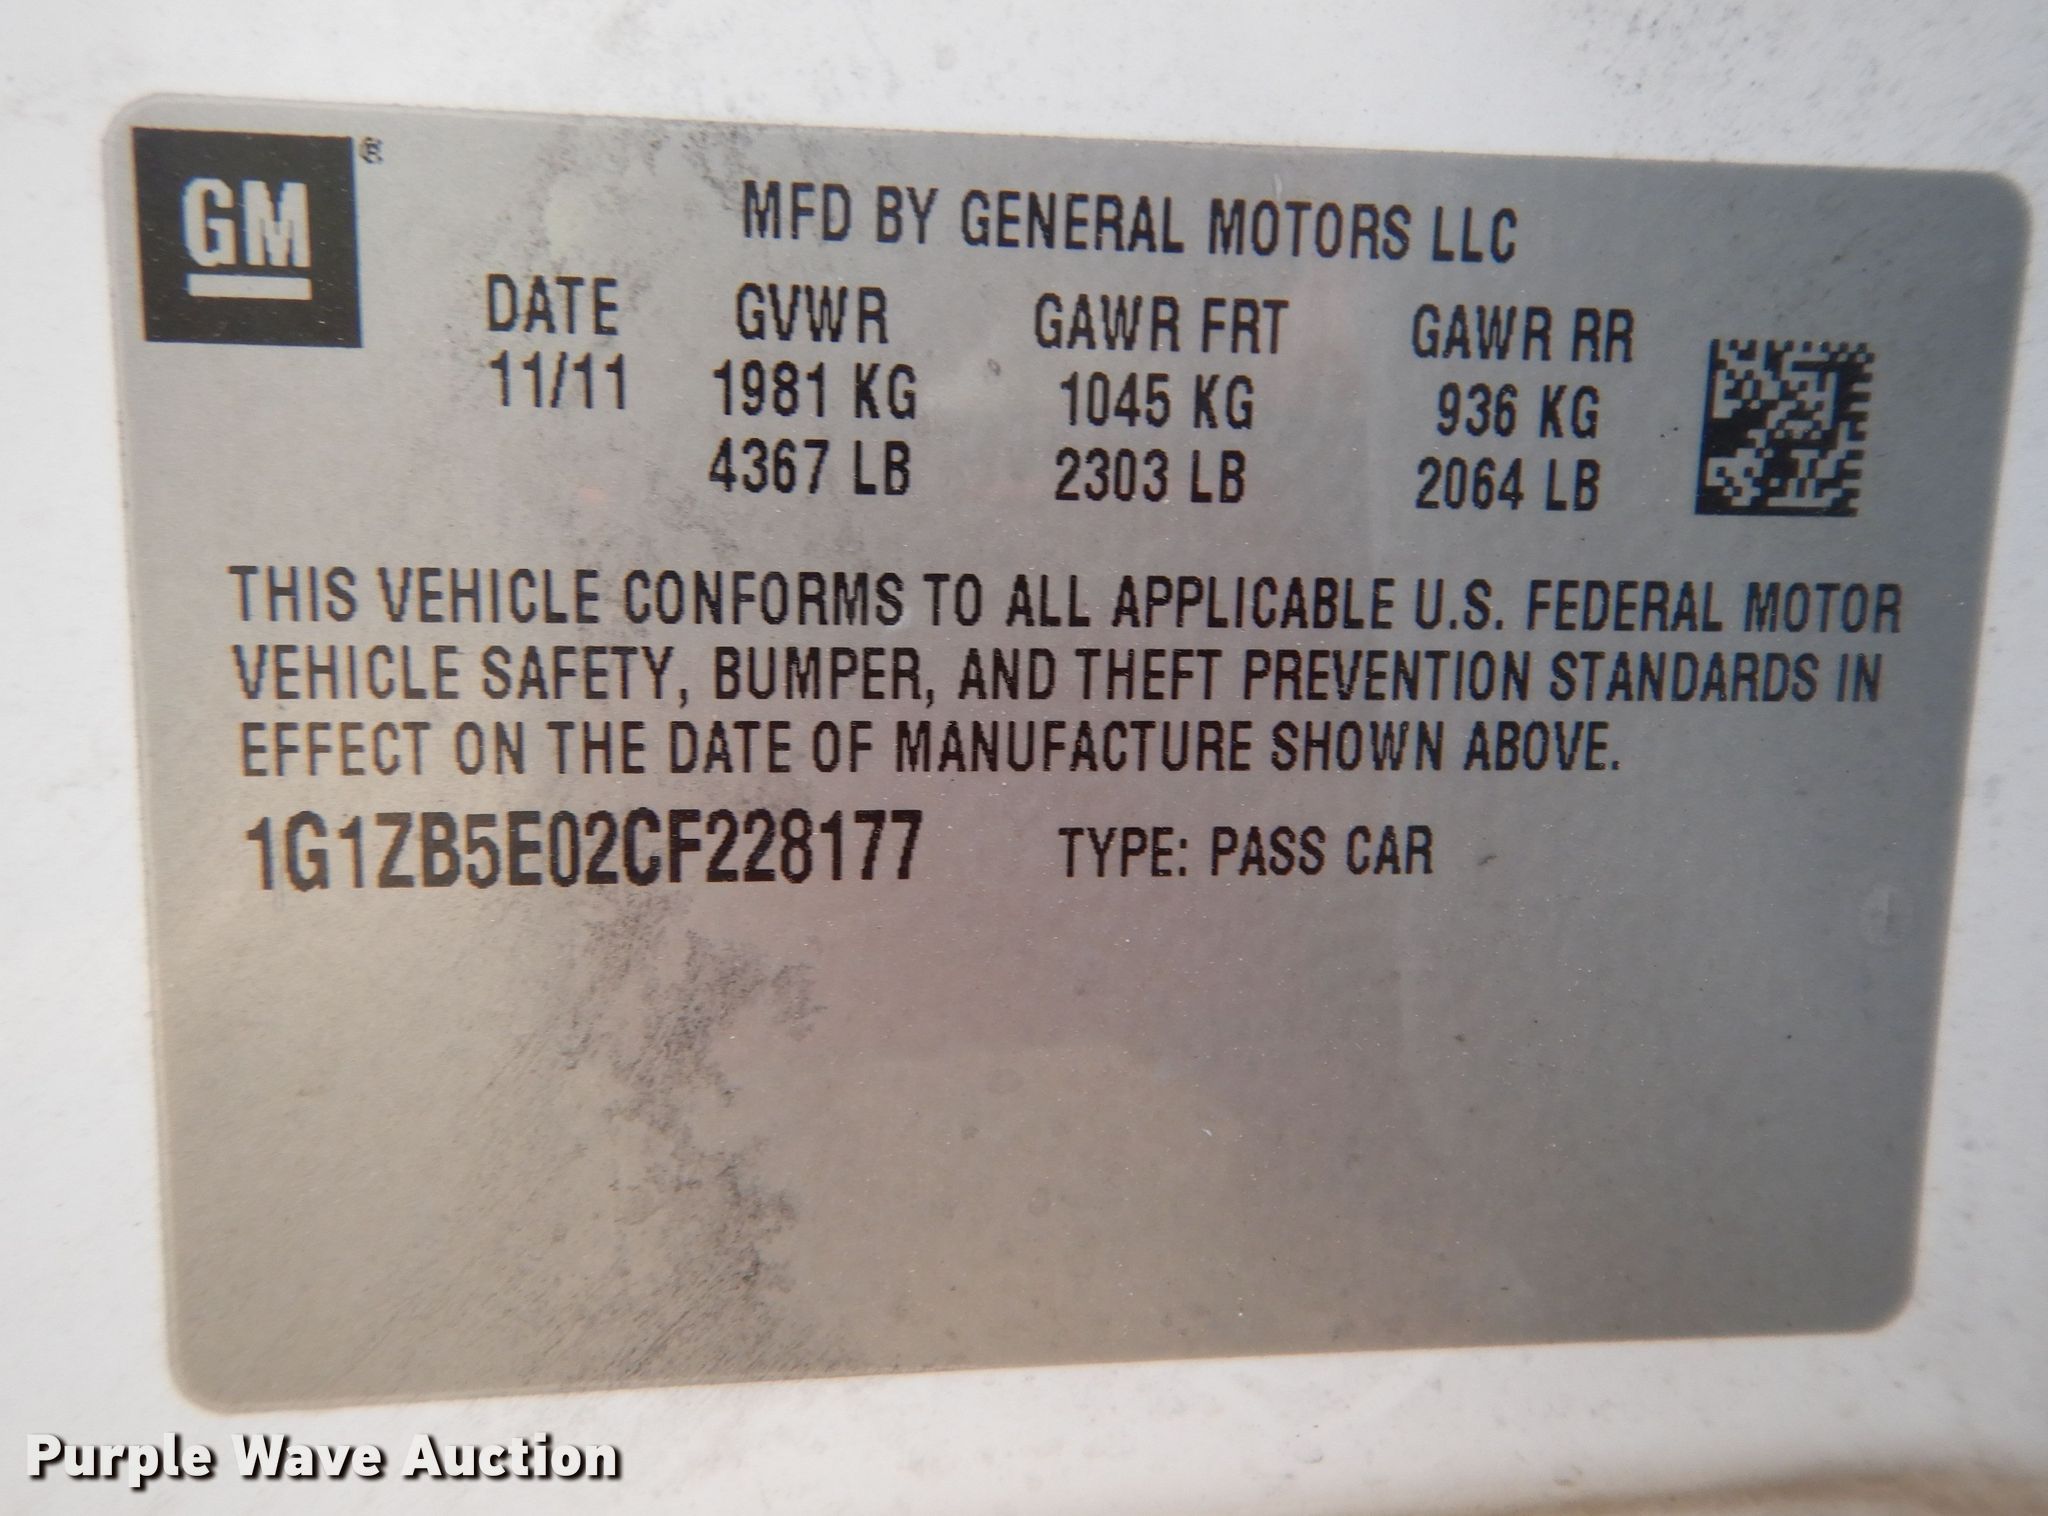 GM®
MFD BY GENERAL MOTORS LLC
DATE GVWR GAWR FRT GAWR RR
11/11 1981 KG 1045 KG 936 KG
4367 LB 2303 LB 2064 LB
THIS VEHICLE CONFORMS TO ALL APPLICABLE U.S. FEDERAL MOTOR
VEHICLE SAFETY, BUMPER, AND THEFT PREVENTION STANDARDS IN
EFFECT ON THE DATE OF MANUFACTURE SHOWN ABOVE.
1G1ZB5E02CF228177 TYPE: PASS CAR
Purple Wave Auction